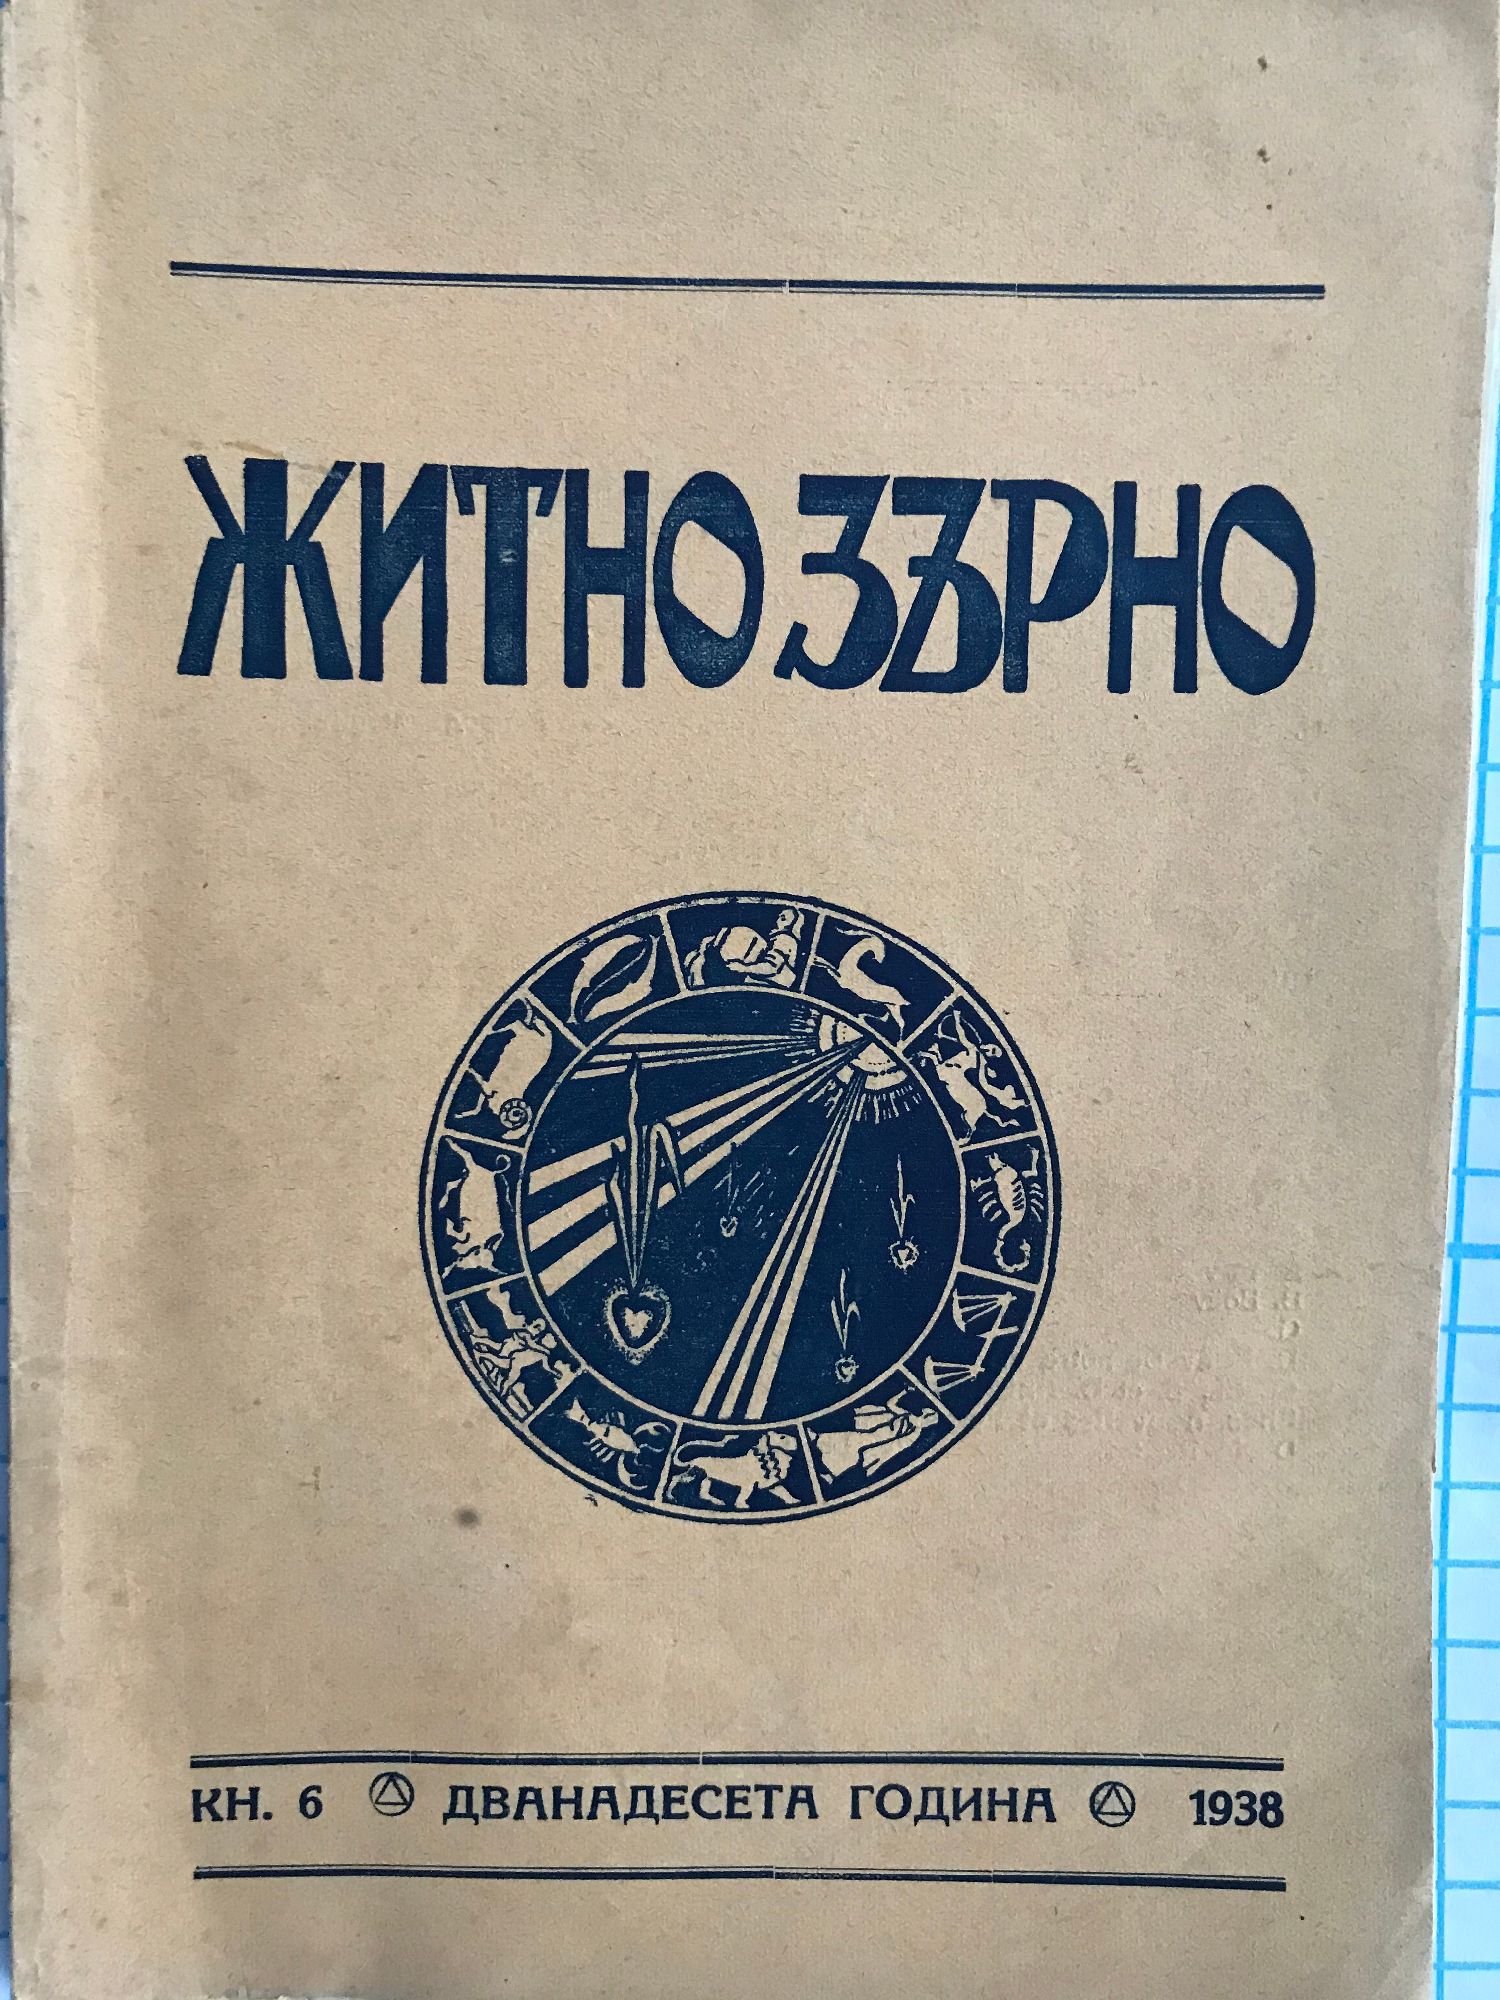 ЖИТНО ЗЪРНО
КН. 6 ДВАНАДЕСЕТА ГОДИНА 1938